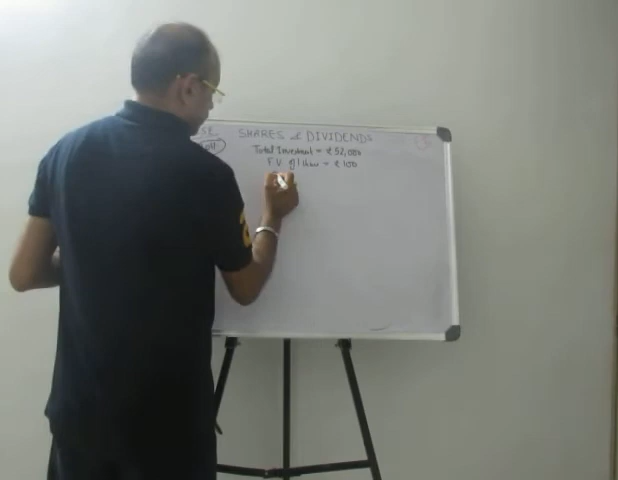 SHARES & DIVIDENDS
Total Investment = ₹ 52,000
F.V of 1 share = ₹ 100